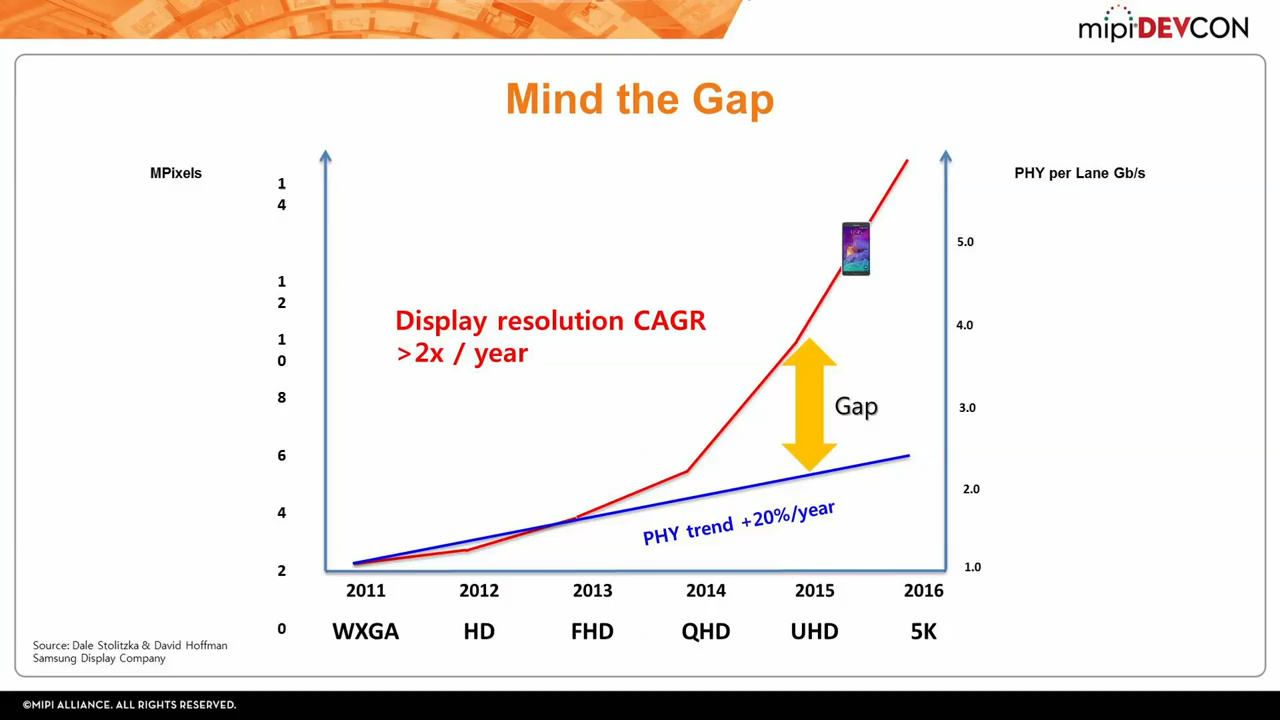 mipi DEVCON
Mind the Gap
MPixels
PHY per Lane Gb/s
1
4
1
2
1
0
8
6
4
2
0
5.0
4.0
3.0
2.0
1.0
Display resolution CAGR
>2x / year
Gap
PHY trend +20%/year
2011 2012 2013 2014 2015 2016
WXGA HD FHD QHD UHD 5K
Source: Dale Stolitzka & David Hoffman
Samsung Display Company
©MIPI ALLIANCE. ALL RIGHTS RESERVED.